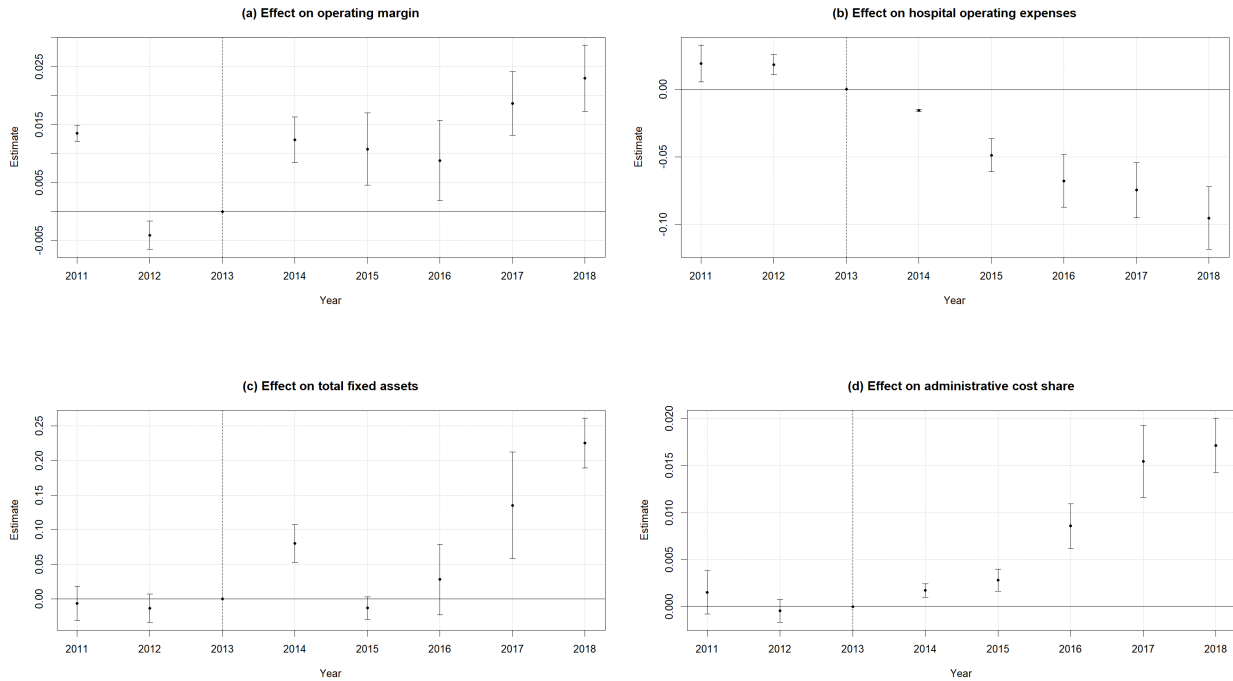 (a) Effect on operating margin
Estimate
0.025
0.015
0.005
-0.005
2011 2012 2013 2014 2015 2016 2017 2018
Year
(b) Effect on hospital operating expenses
Estimate
0.00
-0.05
-0.10
2011 2012 2013 2014 2015 2016 2017 2018
Year
(c) Effect on total fixed assets
Estimate
0.25
0.20
0.15
0.10
0.05
0.00
2011 2012 2013 2014 2015 2016 2017 2018
Year
(d) Effect on administrative cost share
Estimate
0.020
0.015
0.010
0.005
0.000
2011 2012 2013 2014 2015 2016 2017 2018
Year